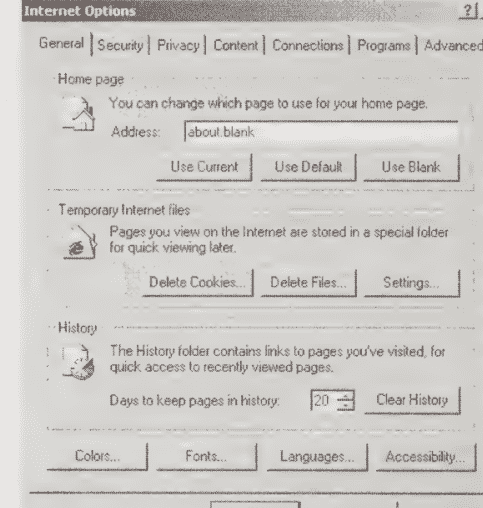 Internet Options
?
General Security Privacy Content Connections Programs Advanced
Home page
You can change which page to use for your home page.
Address: about:blank
Use Current Use Default Use Blank
Temporary Internet files
Pages you view on the Internet are stored in a special folder
for quick viewing later.
Delete Cookies... Delete Files... Settings...
History
The History folder contains links to pages you've visited, for
quick access to recently viewed pages.
Days to keep pages in history: 20 Clear History
Colors... Fonts... Languages... Accessibility...